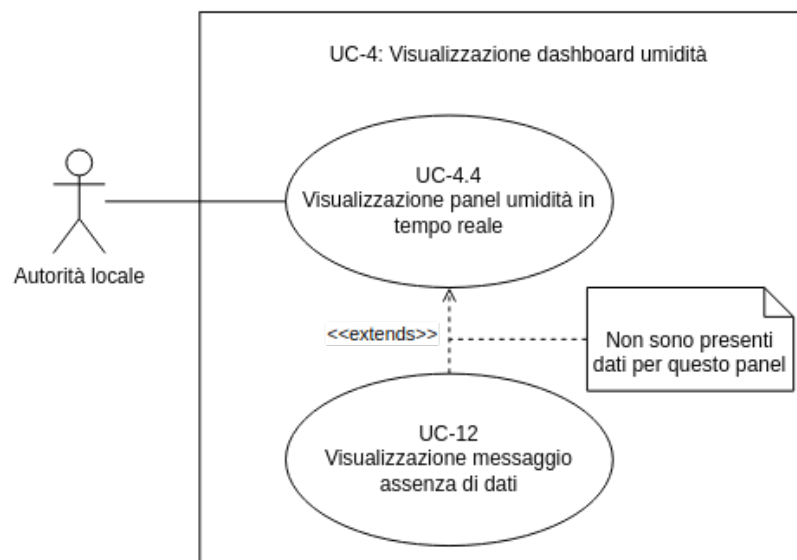 UC-4: Visualizzazione dashboard umidità
UC-4.4
Visualizzazione panel umidità in
tempo reale
Autorità locale
<<extends>>
Non sono presenti
dati per questo panel
UC-12
Visualizzazione messaggio
assenza di dati